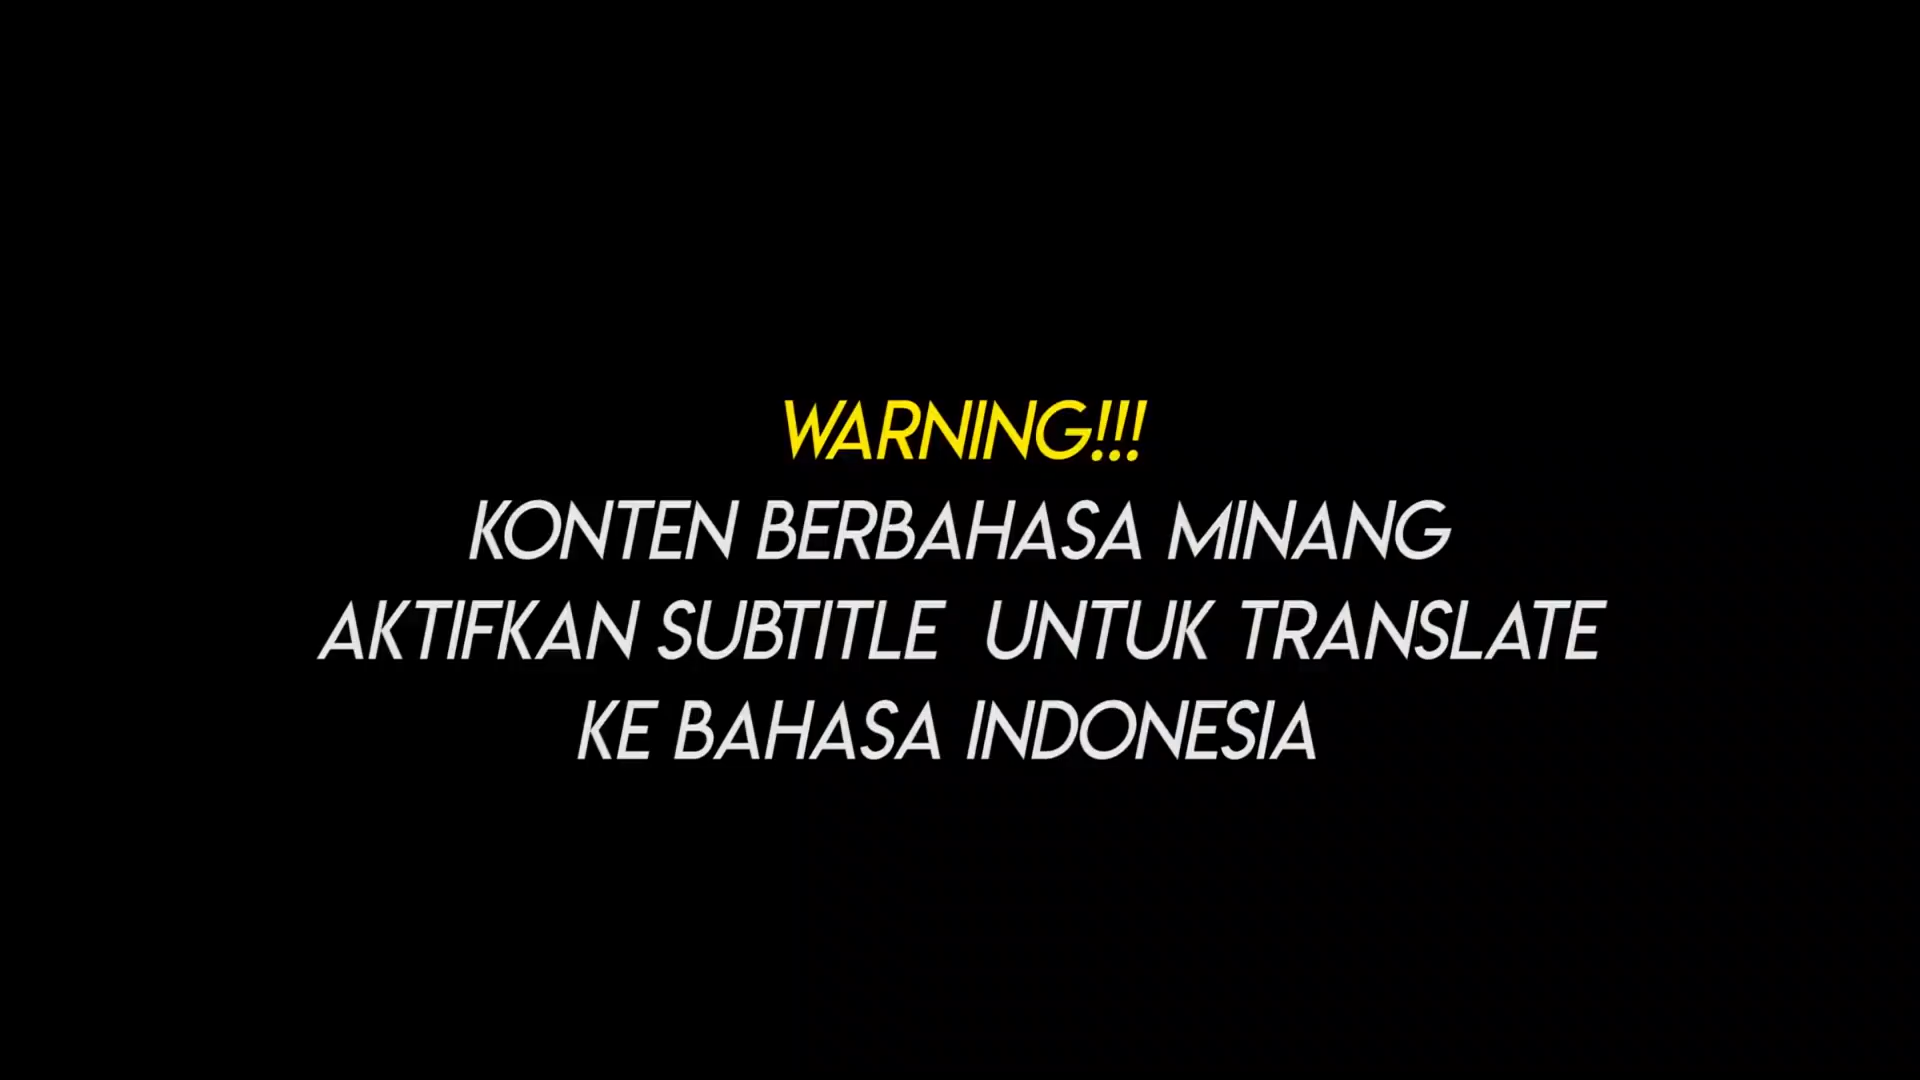 WARNING!!!
KONTEN BERBAHASA MINANG
AKTIFKAN SUBTITLE UNTUK TRANSLATE
KE BAHASA INDONESIA